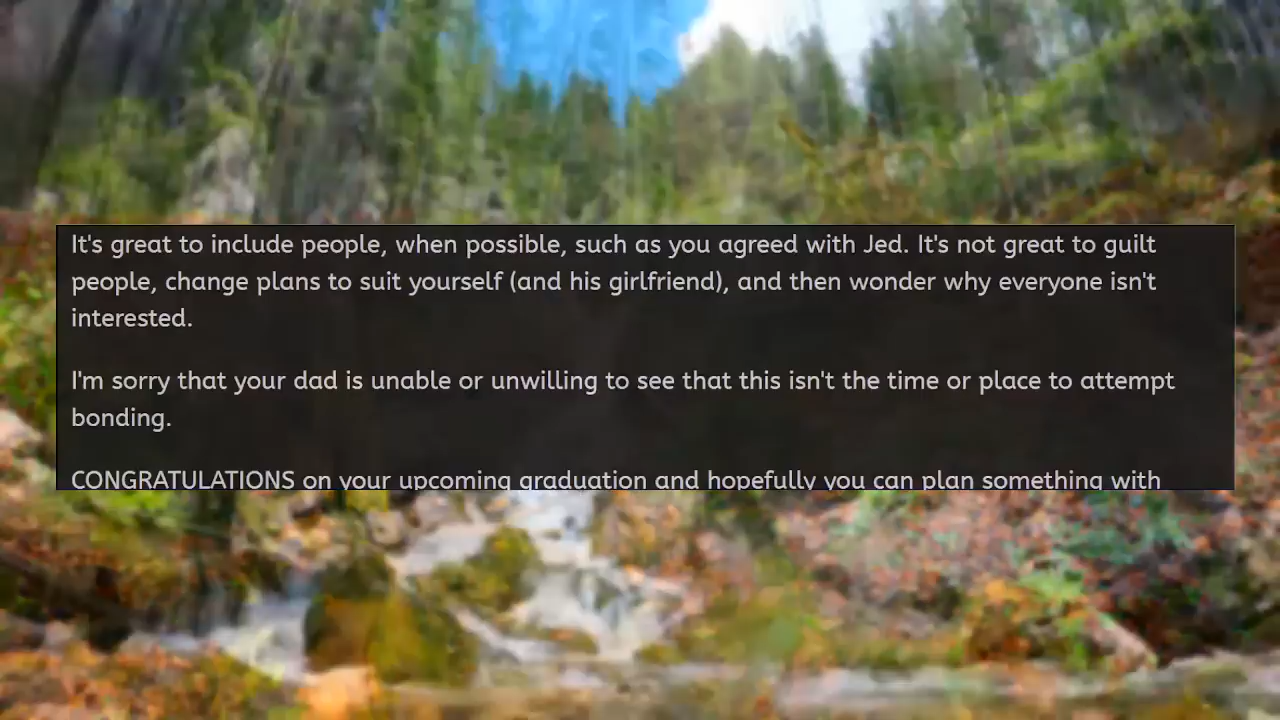 It's great to include people, when possible, such as you agreed with Jed. It's not great to guilt
people, change plans to suit yourself (and his girlfriend), and then wonder why everyone isn't
interested.
I'm sorry that your dad is unable or unwilling to see that this isn't the time or place to attempt
bonding.
CONGRATULATIONS on your upcoming graduation and hopefully you can plan something with